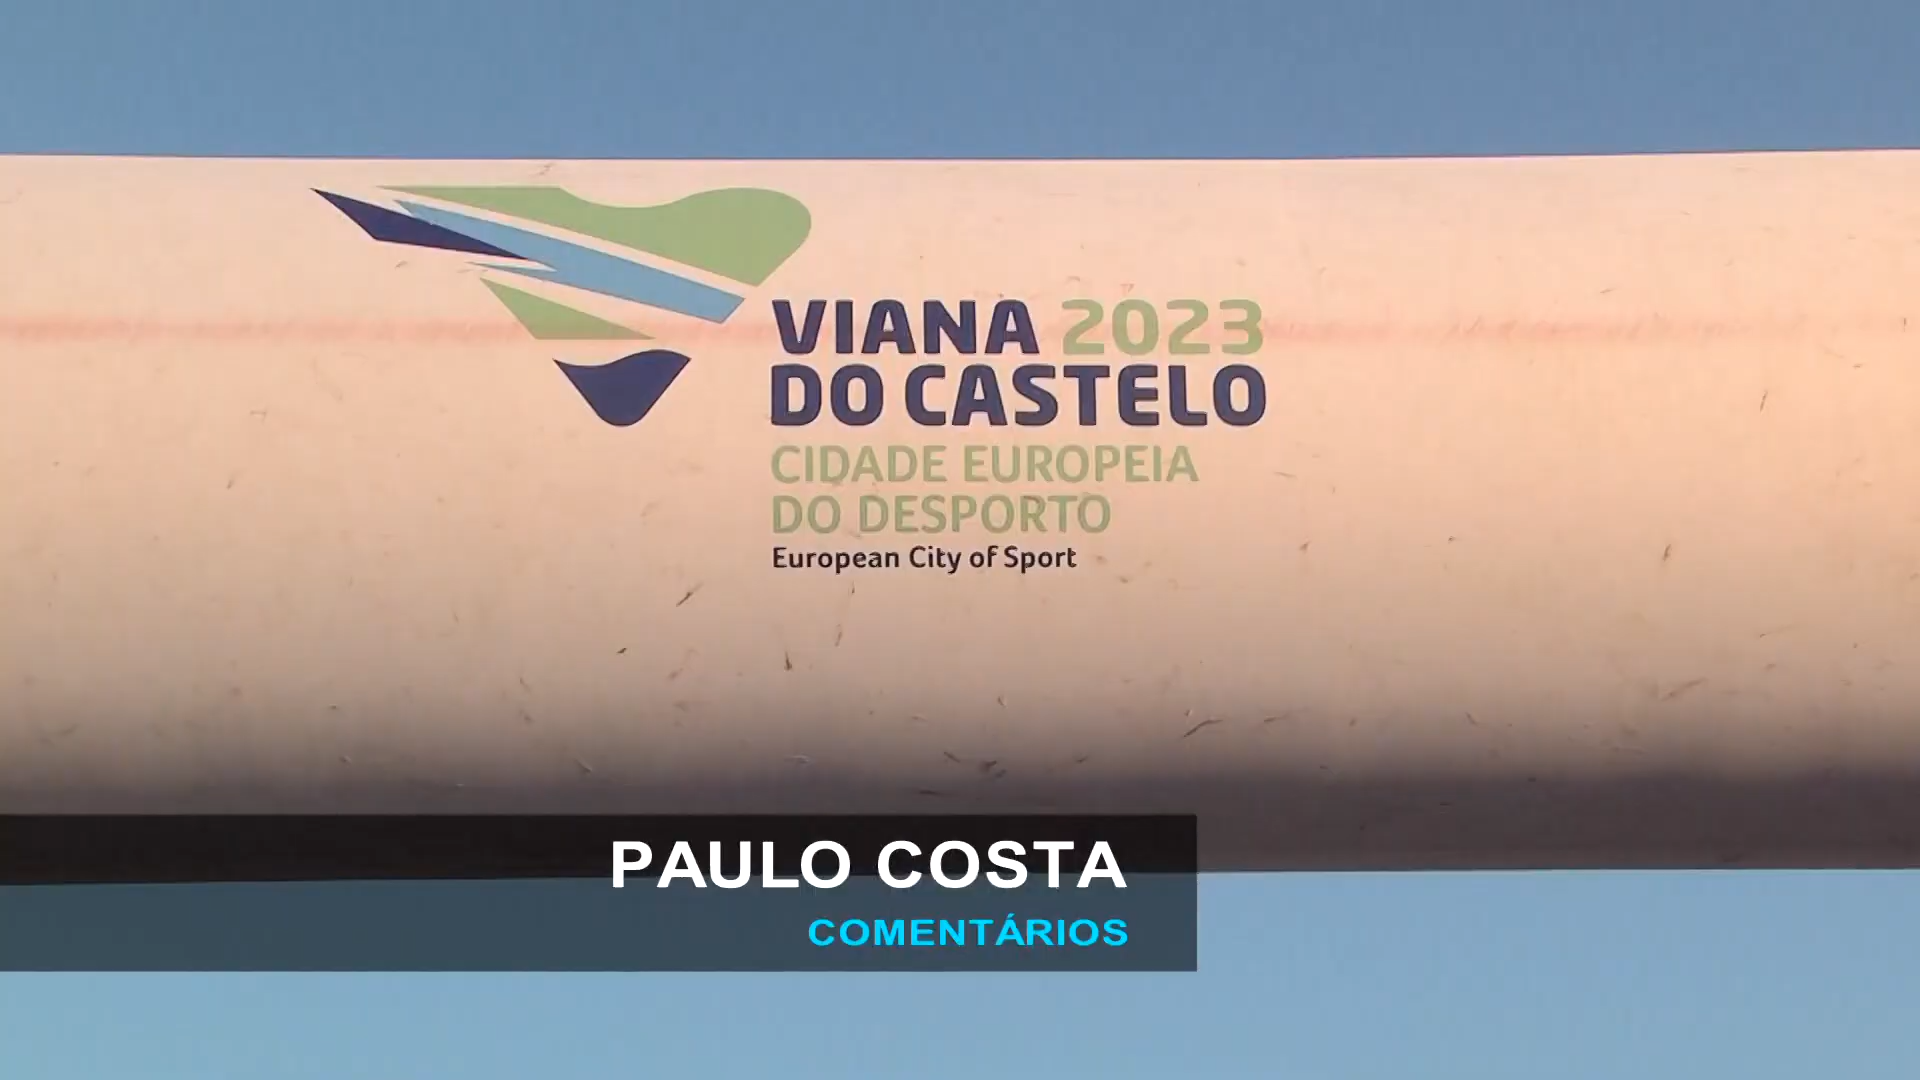 VIANA 2023
DO CASTELO
CIDADE EUROPEIA
DO DESPORTO
European City of Sport
PAULO COSTA
COMENTÁRIOS